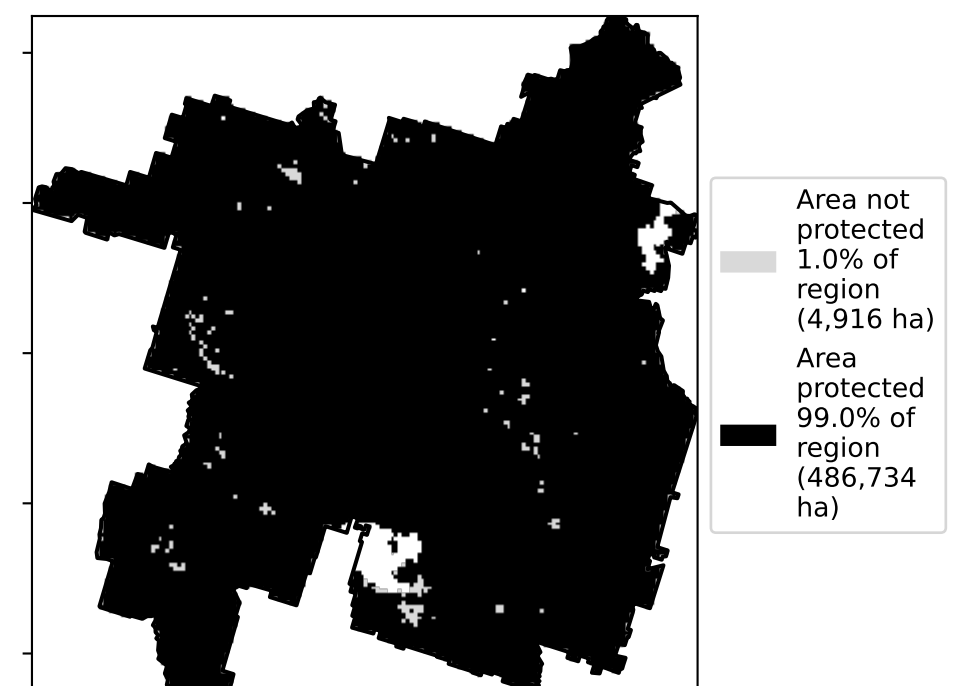 Area not
protected
1.0% of
region
(4,916 ha)
Area
protected
99.0% of
region
(486,734
ha)